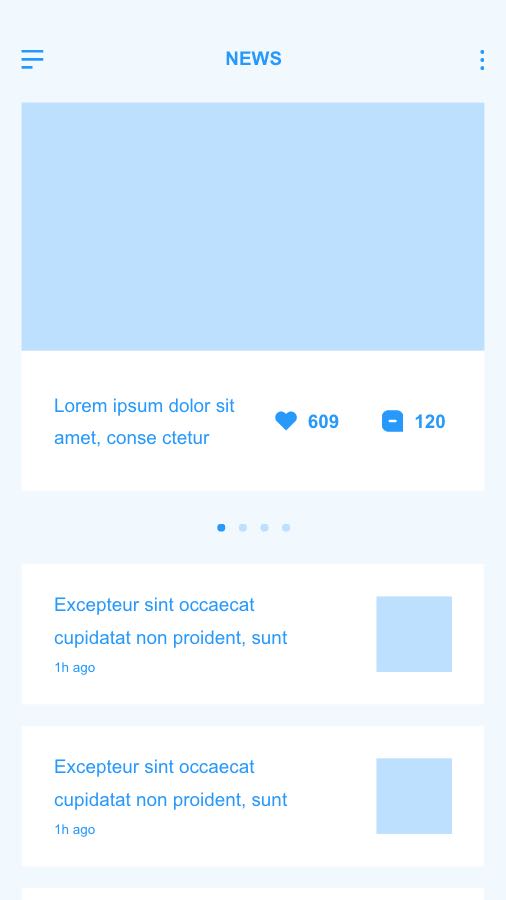 NEWS
Lorem ipsum dolor sit
amet, conse ctetur
609
120
Excepteur sint occaecat
cupidatat non proident, sunt
1h ago
Excepteur sint occaecat
cupidatat non proident, sunt
1h ago